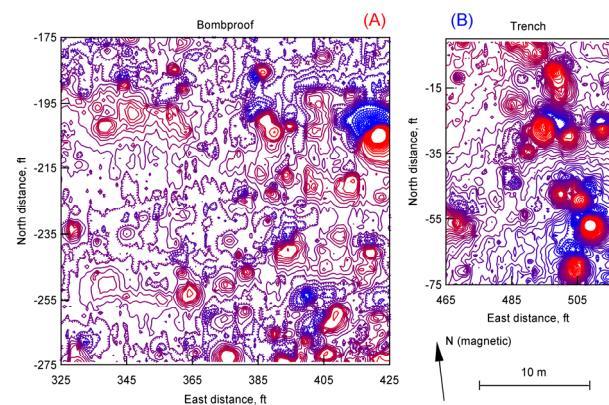 Bombproof (A)
(B) Trench
North distance, ft
-175
-195
-215
-235
-255
-275
325 345 365 385 405 425
East distance, ft
North distance, ft
-15
-35
-55
-75
465 485 505
East distance, ft
N (magnetic)
10 m